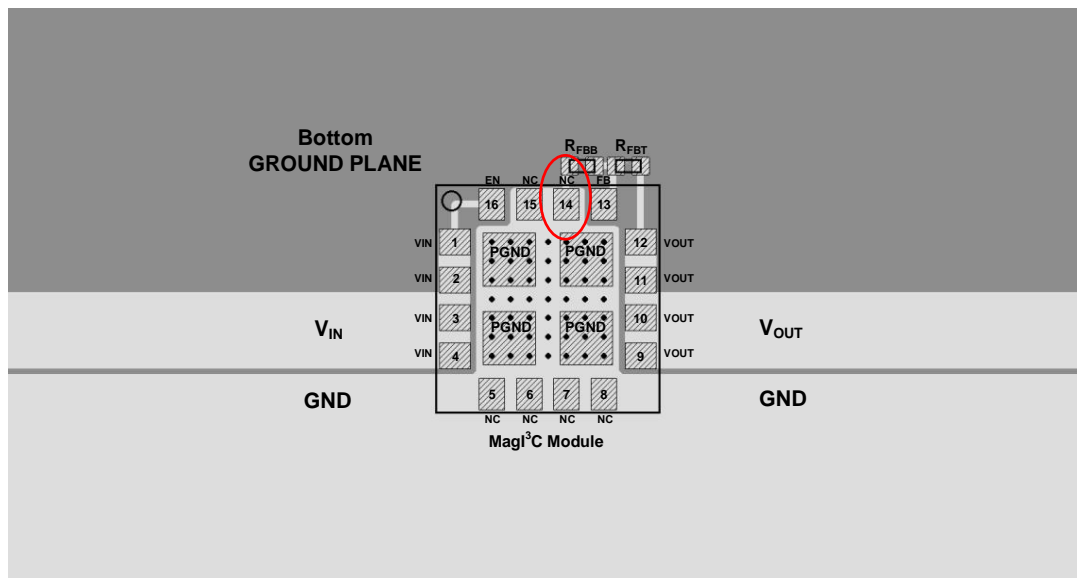 Bottom
GROUND PLANE
RFBB RFBT
EN NC NC FB
16 15 14 13
VIN 1 PGND PGND 12 VOUT
VIN 2 11 VOUT
VIN
VIN 3 PGND PGND 10 VOUT
VOUT
VIN 4 9 VOUT
GND
GND
5 6 7 8
NC NC NC NC
MagI³C Module